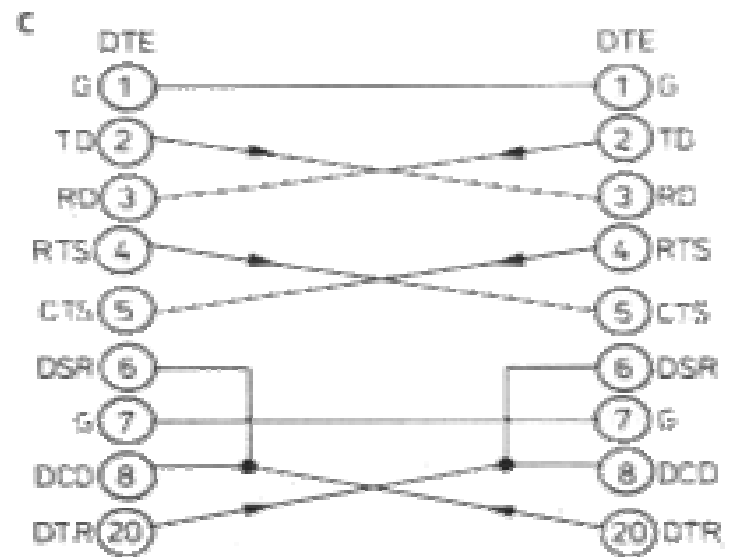 C
DTE DTE
G 1 1 G
TD 2 2 TD
RD 3 3 RD
RTS 4 4 RTS
CTS 5 5 CTS
DSR 6 6 DSR
G 7 7 G
DCD 8 8 DCD
DTR 20 20 DTR